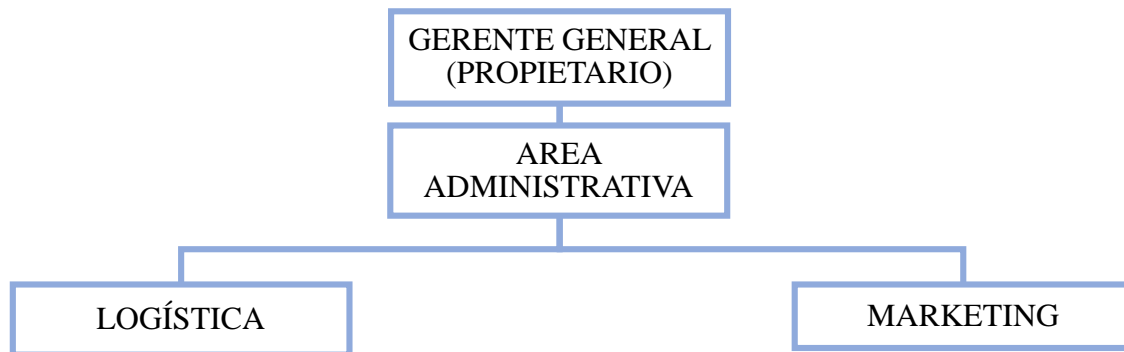 GERENTE GENERAL
(PROPIETARIO)
AREA
ADMINISTRATIVA
LOGÍSTICA
MARKETING